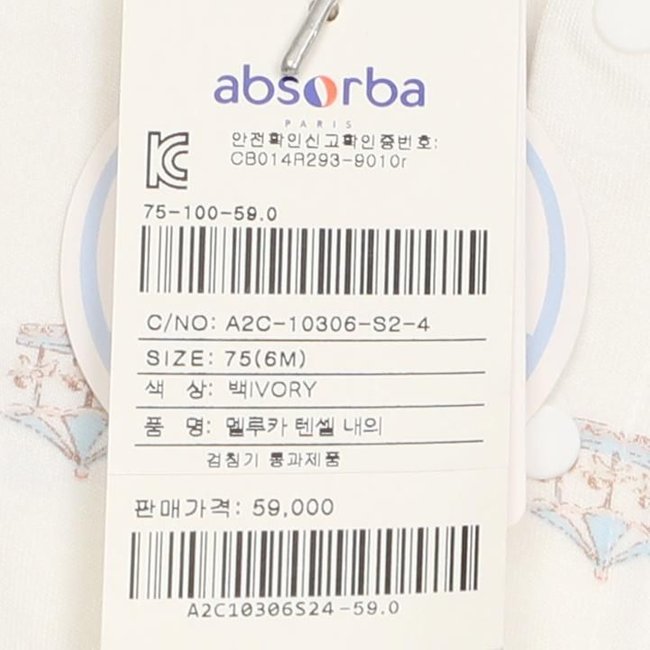 absorba
PARIS
안전확인신고확인증번호:
CB014R293-9010r
75-100-59.0
C/NO: A2C-10306-S2-4
SIZE: 75(6M)
색 상: 백IVORY
품 명: 멜루카 텐셀 내의
검침기 통과제품
판매가격: 59,000
A2C10306S24-59.0